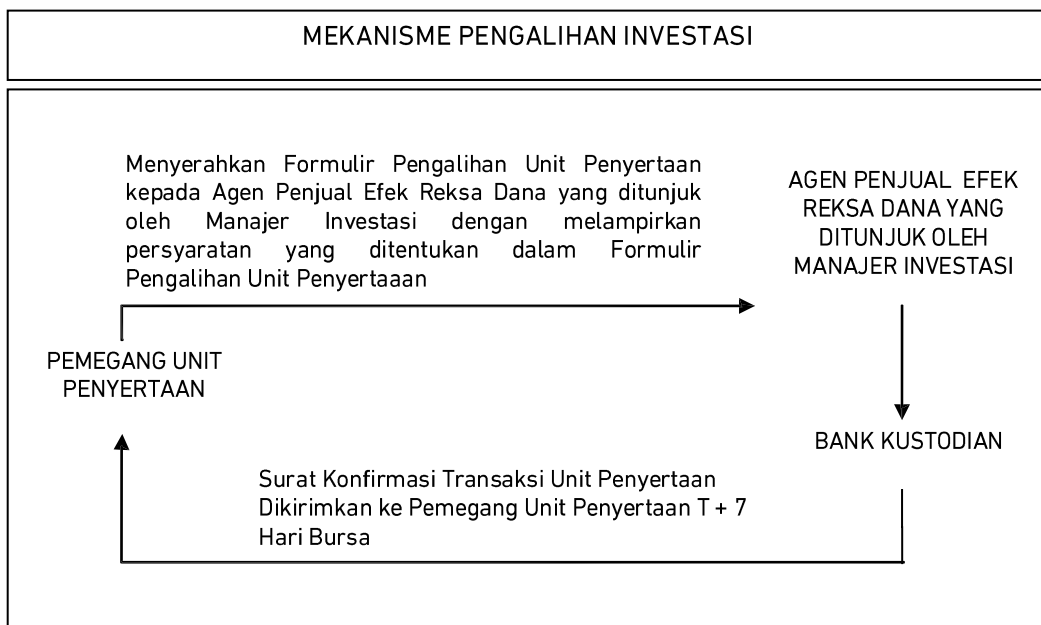 MEKANISME PENGALIHAN INVESTASI
Menyerahkan Formulir Pengalihan Unit Penyertaan
kepada Agen Penjual Efek Reksa Dana yang ditunjuk
oleh Manajer Investasi dengan melampirkan
persyaratan yang ditentukan dalam Formulir
Pengalihan Unit Penyertaaan
AGEN PENJUAL EFEK
REKSA DANA YANG
DITUNJUK OLEH
MANAJER INVESTASI
PEMEGANG UNIT
PENYERTAAN
BANK KUSTODIAN
Surat Konfirmasi Transaksi Unit Penyertaan
Dikirimkan ke Pemegang Unit Penyertaan T + 7
Hari Bursa